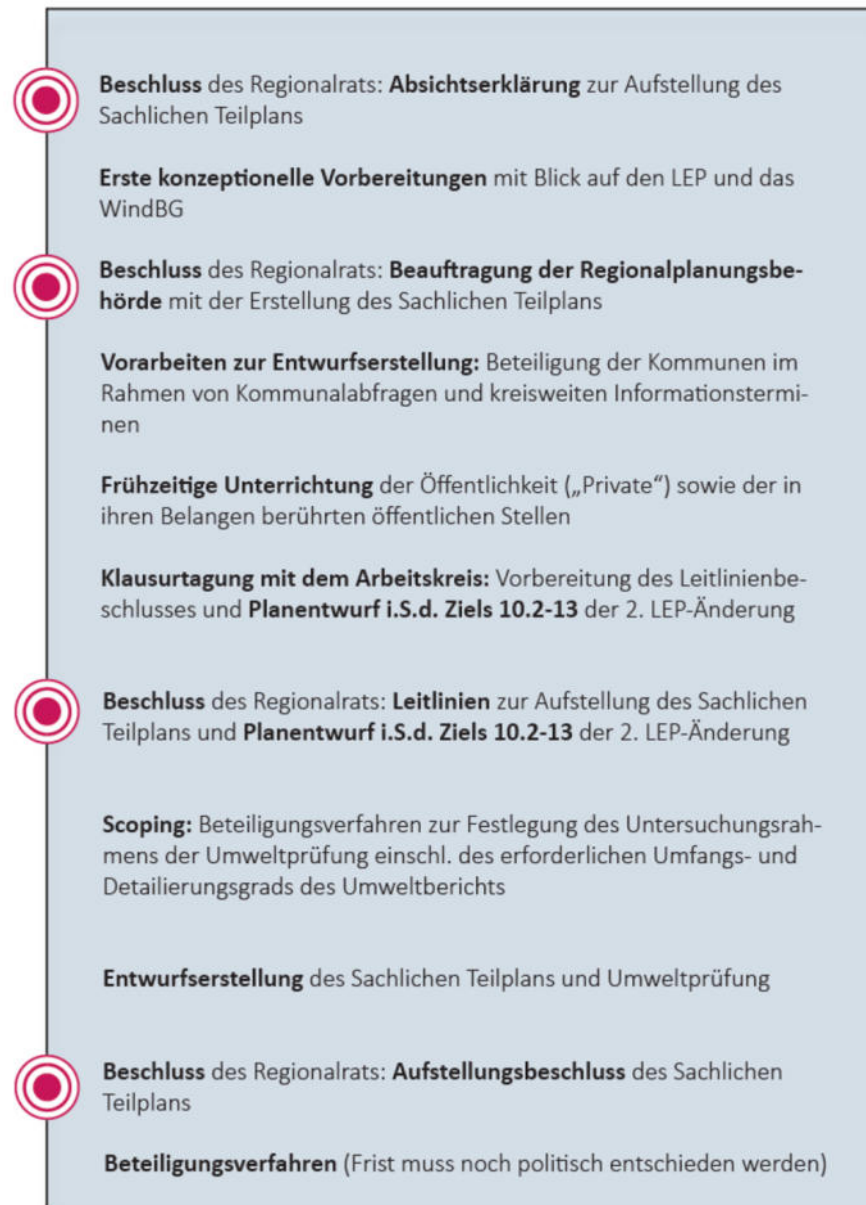 Beschluss des Regionalrats: Absichtserklärung zur Aufstellung des
Sachlichen Teilplans
Erste konzeptionelle Vorbereitungen mit Blick auf den LEP und das
WindBG
Beschluss des Regionalrats: Beauftragung der Regionalplanungsbe-
hörde mit der Erstellung des Sachlichen Teilplans
Vorarbeiten zur Entwurfserstellung: Beteiligung der Kommunen im
Rahmen von Kommunalabfragen und kreisweiten Informationstermi-
nen
Frühzeitige Unterrichtung der Öffentlichkeit („Private“) sowie der in
ihren Belangen berührten öffentlichen Stellen
Klausurtagung mit dem Arbeitskreis: Vorbereitung des Leitlinienbe-
schlusses und Planentwurf i.S.d. Ziels 10.2-13 der 2. LEP-Änderung
Beschluss des Regionalrats: Leitlinien zur Aufstellung des Sachlichen
Teilplans und Planentwurf i.S.d. Ziels 10.2-13 der 2. LEP-Änderung
Scoping: Beteiligungsverfahren zur Festlegung des Untersuchungsrah-
mens der Umweltprüfung einschl. des erforderlichen Umfangs- und
Detailierungsgrads des Umweltberichts
Entwurfserstellung des Sachlichen Teilplans und Umweltprüfung
Beschluss des Regionalrats: Aufstellungsbeschluss des Sachlichen
Teilplans
Beteiligungsverfahren (Frist muss noch politisch entschieden werden)